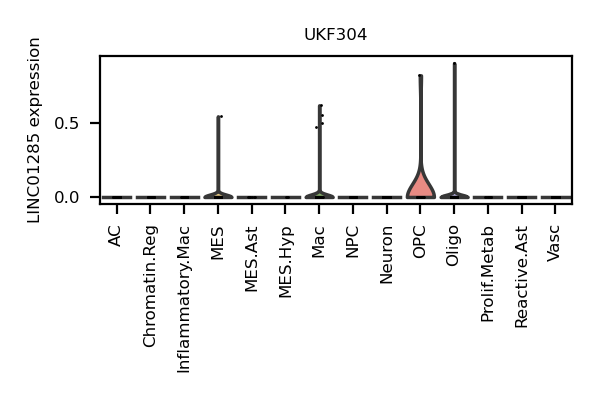 UKF304
LINC01285 expression
0.5
0.0
AC
Chromatin.Reg
Inflammatory.Mac
MES
MES.Ast
MES.Hyp
Mac
NPC
Neuron
OPC
Oligo
Prolif.Metab
Reactive.Ast
Vasc